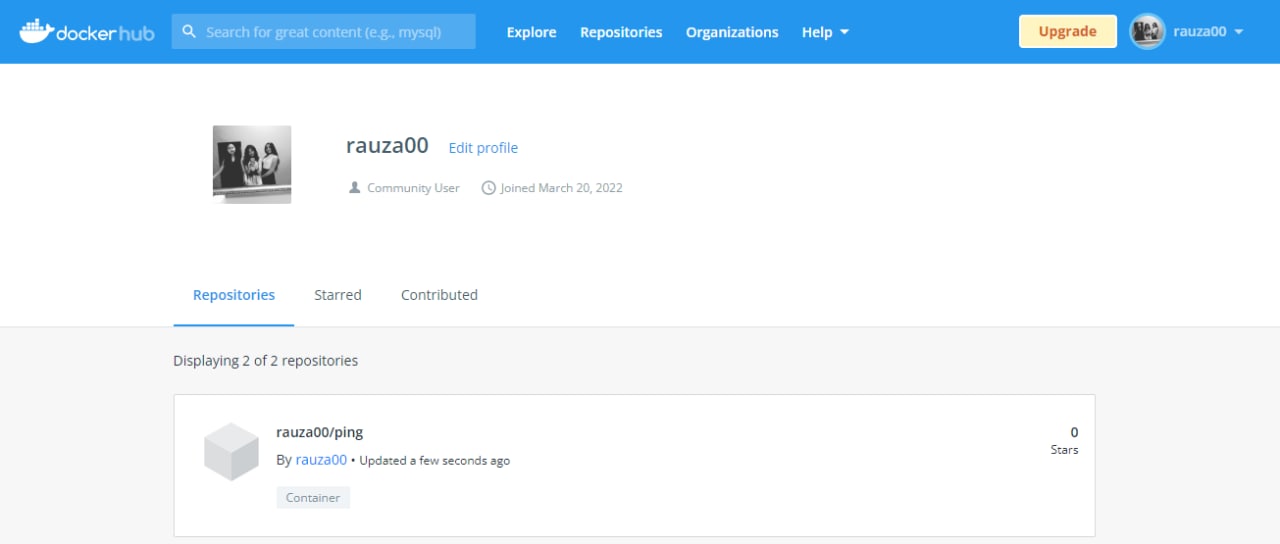 dockerhub Search for great content (e.g., mysql) Explore Repositories Organizations Help Upgrade rauza00
rauza00 Edit profile
Community User Joined March 20, 2022
Repositories Starred Contributed
Displaying 2 of 2 repositories
rauza00/ping 0
By rauza00 • Updated a few seconds ago Stars
Container